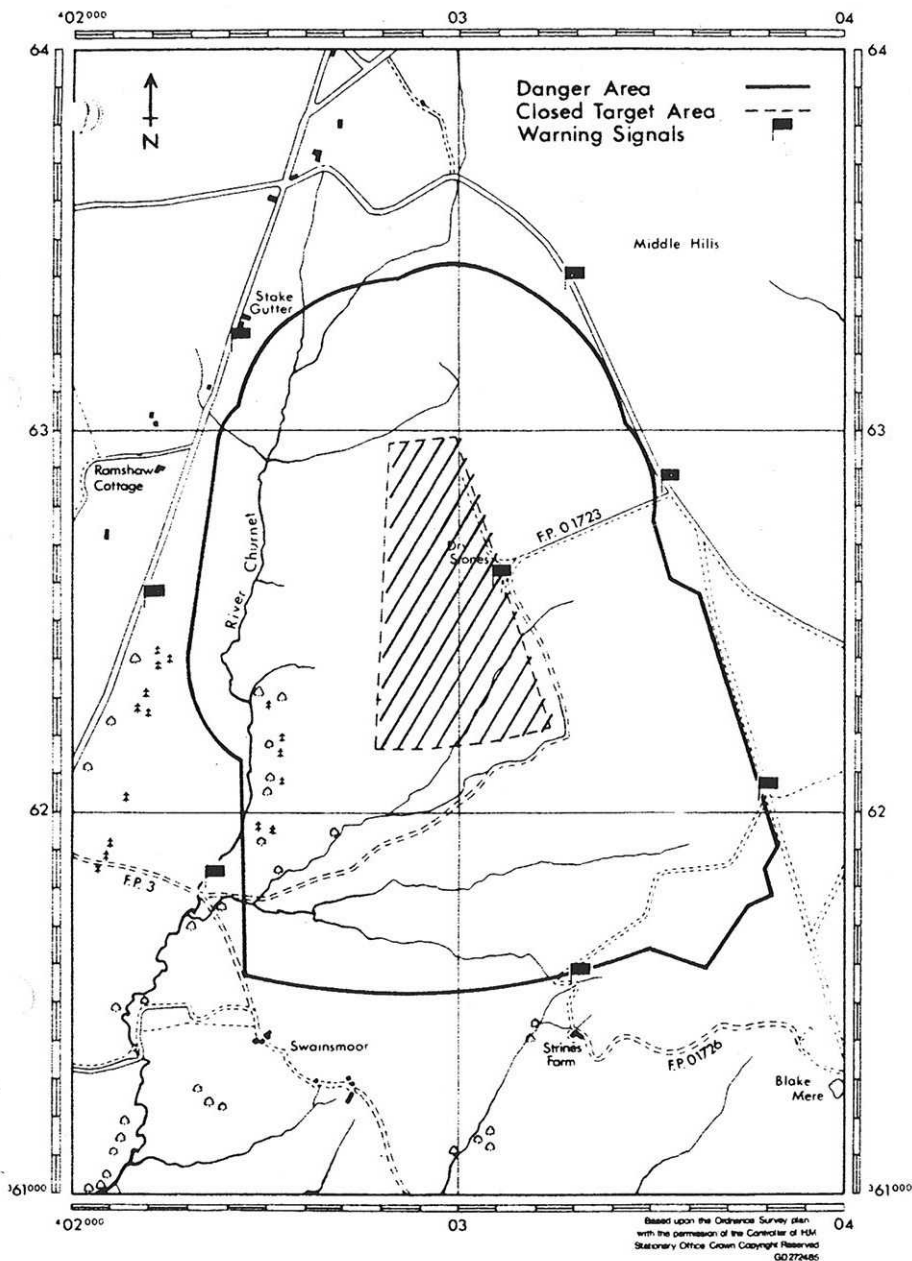 ⁴02⁰⁰⁰ 03 04
64 64
N
Danger Area
Closed Target Area
Warning Signals
Middle Hills
Stake
Gutter
63 63
Ramshaw
Cottage
River Churnet
F.P. 01723
Stones
62 62
F.P. 3
Swainsmoor
Strines
Farm
F.P. 01726
Blake
Mere
³61⁰⁰⁰ ³61⁰⁰⁰
⁴02⁰⁰⁰ 03 04
Based upon the Ordnance Survey plan
with the permission of the Controller of HM
Stationery Office Crown Copyright Reserved
GD272485